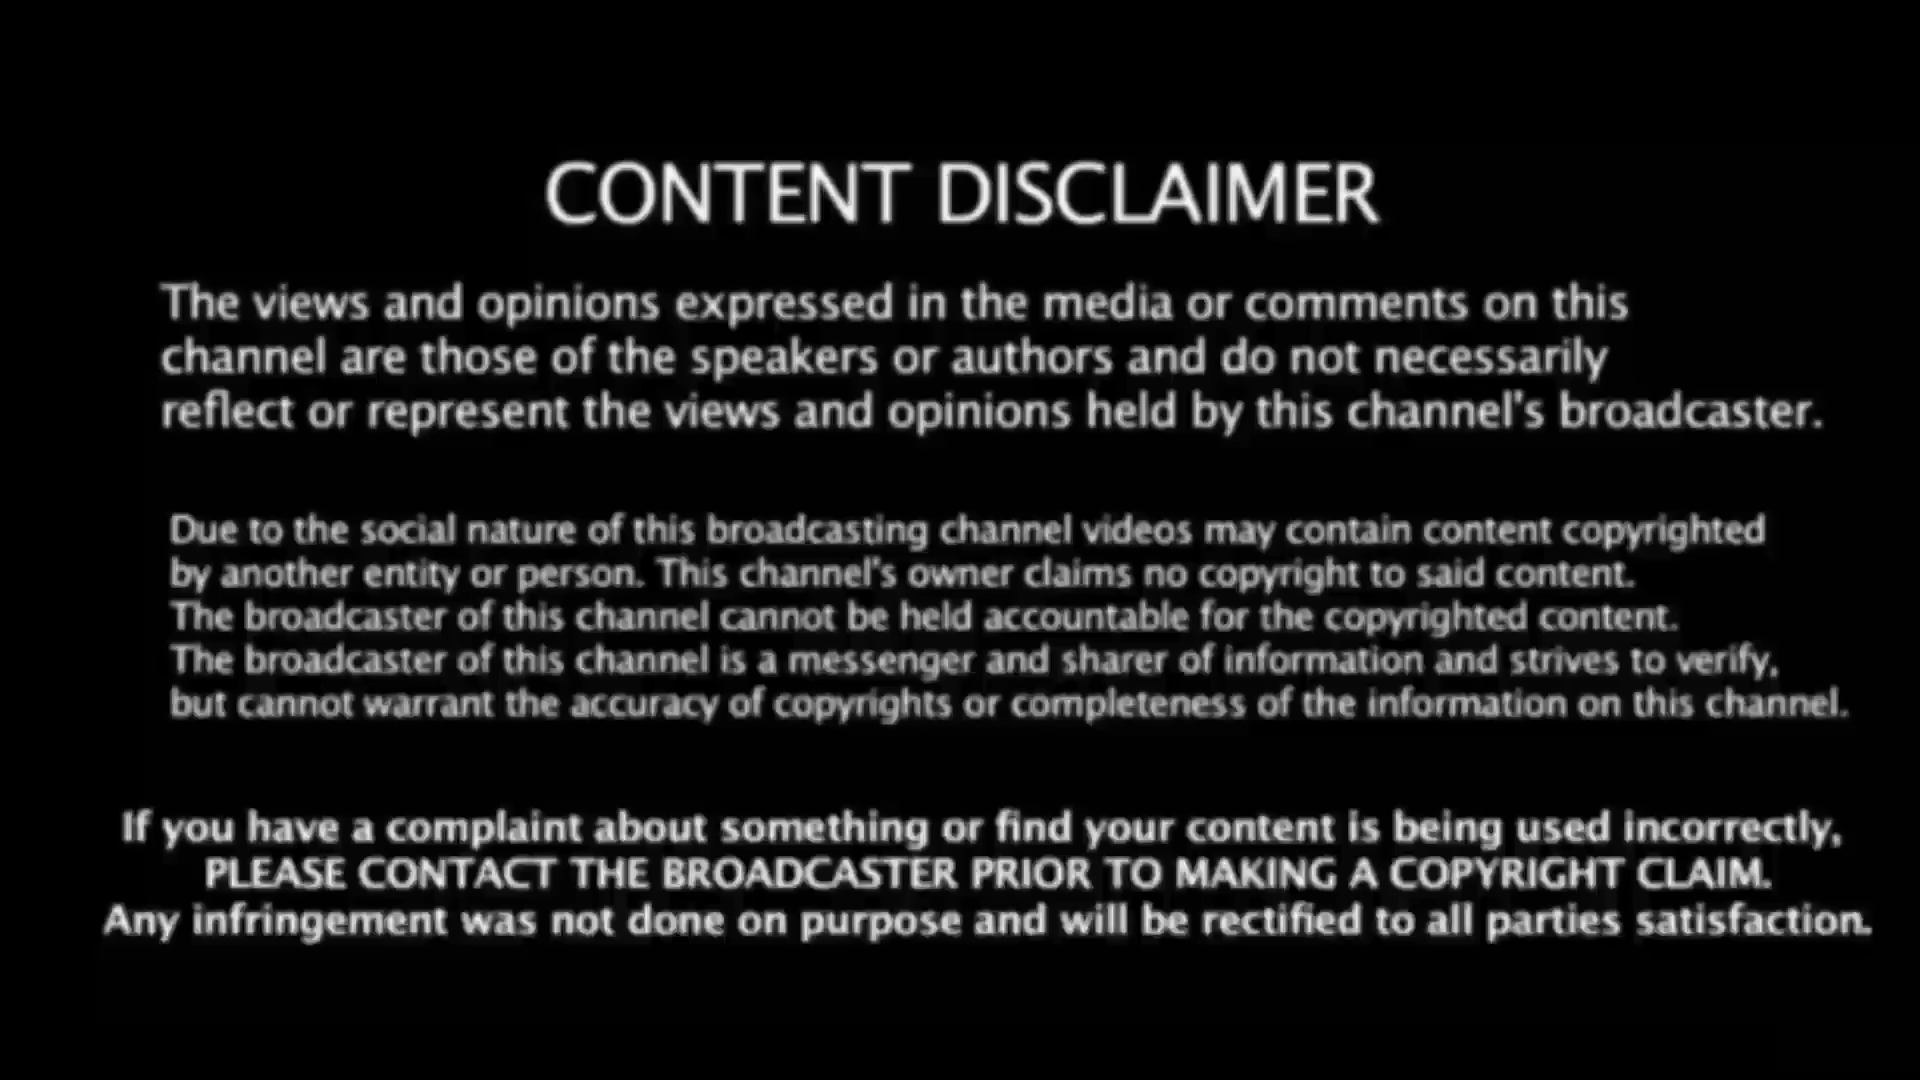 CONTENT DISCLAIMER
The views and opinions expressed in the media or comments on this
channel are those of the speakers or authors and do not necessarily
reflect or represent the views and opinions held by this channel's broadcaster.
Due to the social nature of this broadcasting channel videos may contain content copyrighted
by another entity or person. This channel's owner claims no copyright to said content.
The broadcaster of this channel cannot be held accountable for the copyrighted content.
The broadcaster of this channel is a messenger and sharer of information and strives to verify,
but cannot warrant the accuracy of copyrights or completeness of the information on this channel.
If you have a complaint about something or find your content is being used incorrectly,
PLEASE CONTACT THE BROADCASTER PRIOR TO MAKING A COPYRIGHT CLAIM.
Any infringement was not done on purpose and will be rectified to all parties satisfaction.